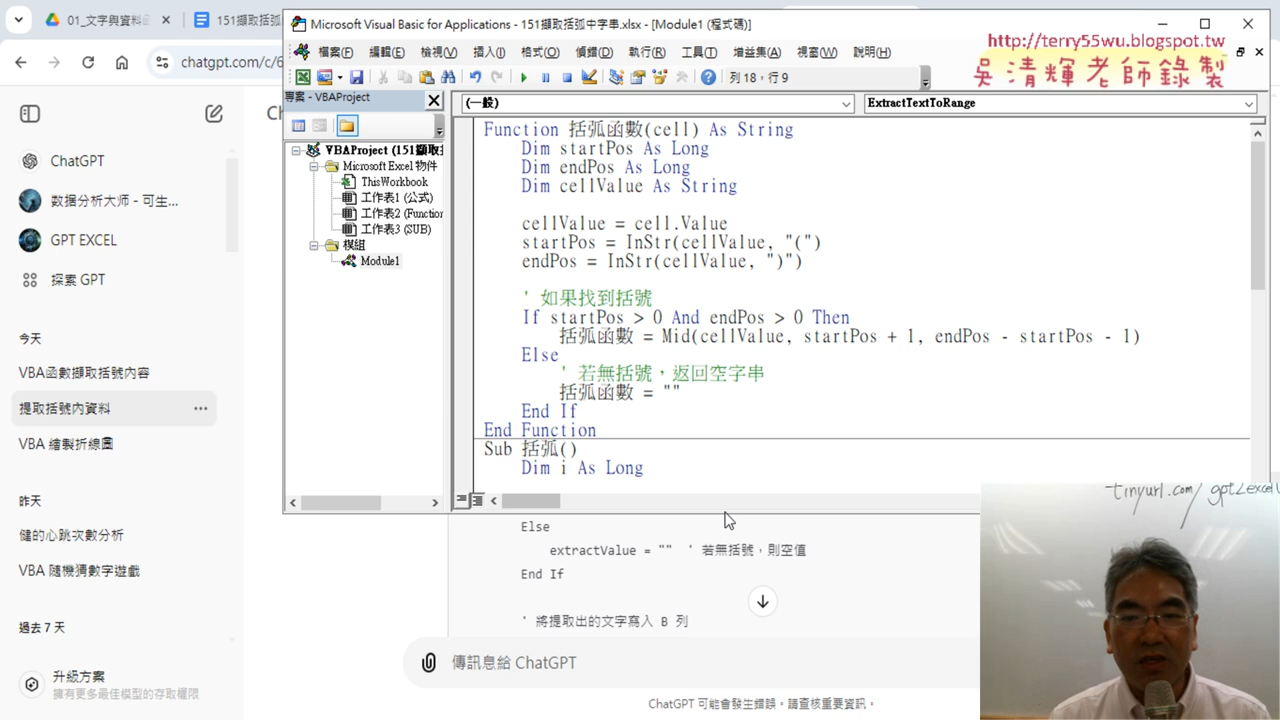 01_文字與資料
151擷取括弧
chatgpt.com/c/6
Microsoft Visual Basic for Applications - 151擷取括弧中字串.xlsx - [Module1 (程式碼)]
檔案(F) 編輯(E) 檢視(V) 插入(I) 格式(O) 偵錯(D) 執行(R) 工具(T) 增益集(A) 視窗(W) 說明(H)
列 18，行 9
http://terry55wu.blogspot.tw
吳清輝老師錄製
專案 - VBAProject
VBAProject (151擷取
Microsoft Excel 物件
ThisWorkbook
工作表1 (公式)
工作表2 (Function
工作表3 (SUB)
模組
Module1
(一般)
ExtractTextToRange
Function 括弧函數(cell) As String
Dim startPos As Long
Dim endPos As Long
Dim cellValue As String
cellValue = cell.Value
startPos = InStr(cellValue, "(")
endPos = InStr(cellValue, ")")
' 如果找到括號
If startPos > 0 And endPos > 0 Then
括弧函數 = Mid(cellValue, startPos + 1, endPos - startPos - 1)
Else
' 若無括號，返回空字串
括弧函數 = ""
End If
End Function
Sub 括弧()
Dim i As Long
ChatGPT
数据分析大师 - 可生...
GPT EXCEL
探索 GPT
今天
VBA函數擷取括號內容
提取括號內資料
VBA 繪製折線圖
昨天
健的心跳次數分析
VBA 隨機猜數字遊戲
過去 7 天
升級方案
擁有更多最佳模型的存取權限
Else
extractValue = "" ' 若無括號，則空值
End If
' 將提取出的文字寫入 B 列
傳訊息給 ChatGPT
ChatGPT 可能會發生錯誤。請查核重要資訊。
tinyurl.com/gpt2excel